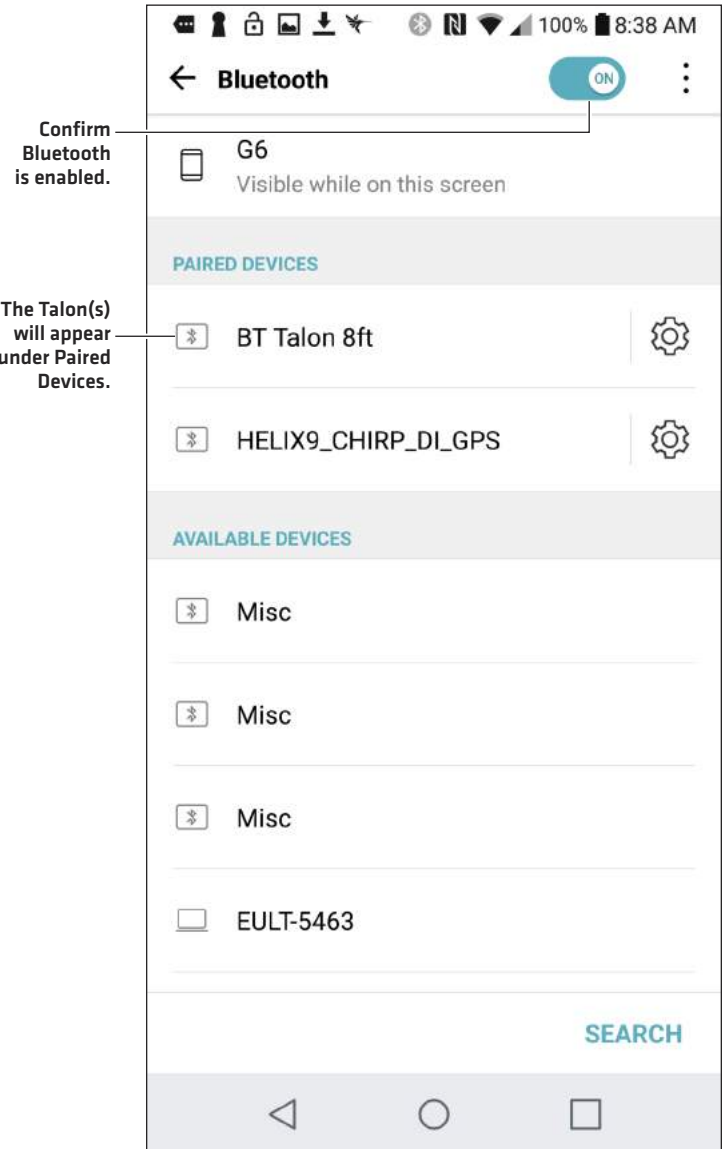 100% 8:38 AM
Bluetooth
ON
Confirm
Bluetooth
is enabled.
G6
Visible while on this screen
PAIRED DEVICES
The Talon(s)
will appear
under Paired
Devices.
BT Talon 8ft
HELIX9_CHIRP_DI_GPS
AVAILABLE DEVICES
Misc
Misc
Misc
EULT-5463
SEARCH